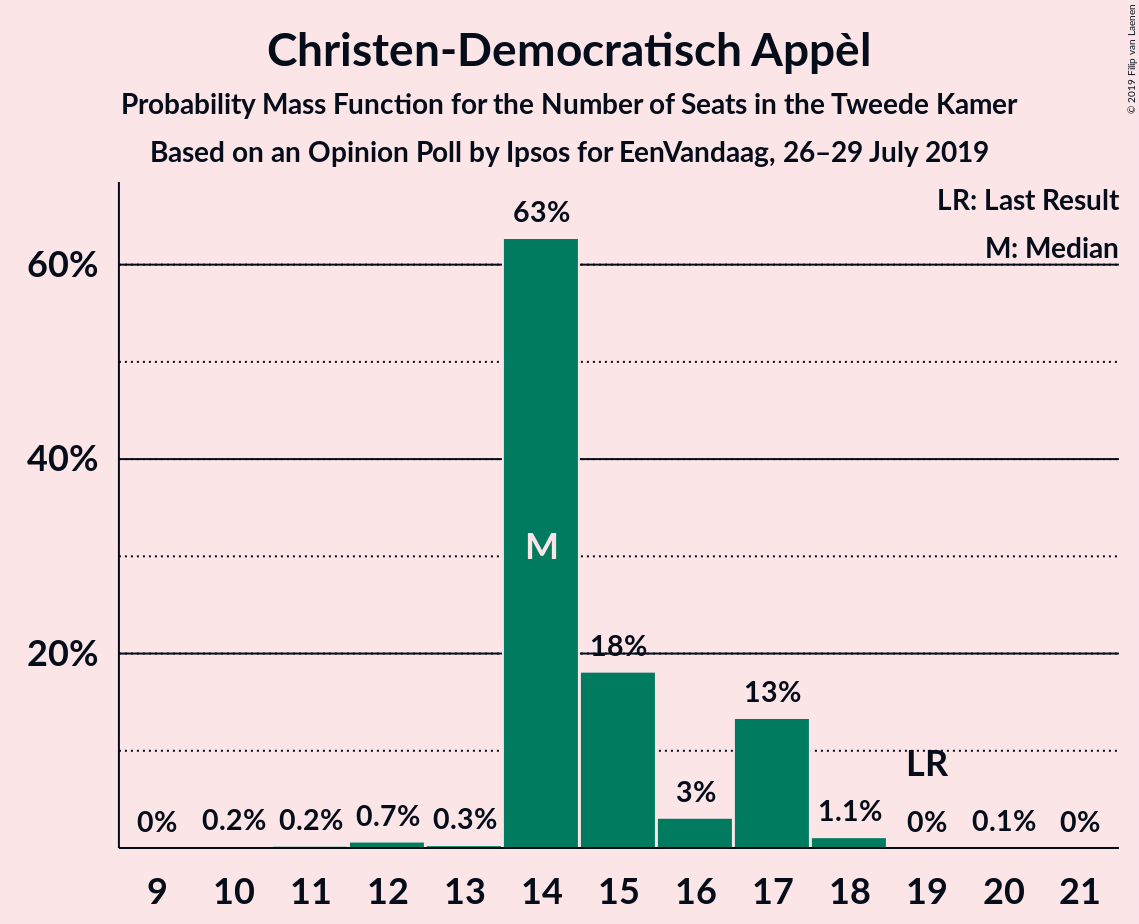 Christen-Democratisch Appèl
Probability Mass Function for the Number of Seats in the Tweede Kamer
Based on an Opinion Poll by Ipsos for EenVandaag, 26–29 July 2019
© 2019 Filip van Laenen
LR: Last Result
M: Median
63%
60%
40%
M
18%
20%
13%
LR
3%
0% 0.2% 0.2% 0.7% 0.3% 1.1% 0% 0.1% 0%
9 10 11 12 13 14 15 16 17 18 19 20 21